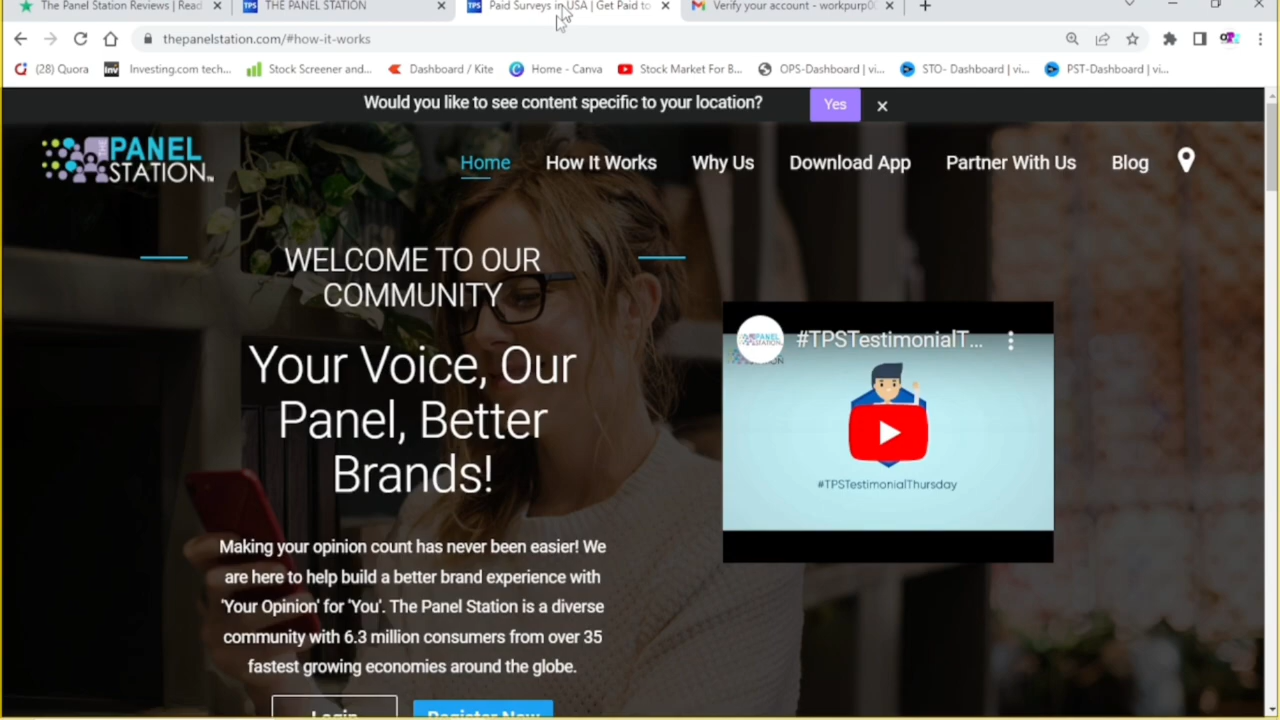 The Panel Station Reviews | Read
THE PANEL STATION
Paid Surveys in USA | Get Paid to
Verify your account - workpurp0
thepanelstation.com/#how-it-works
(28) Quora
Investing.com tech...
Stock Screener and...
Dashboard / Kite
Home - Canva
Stock Market For B...
OPS-Dashboard | vi...
STO- Dashboard | vi...
PST-Dashboard | vi...
Would you like to see content specific to your location?
Yes
THE PANEL STATION
Home
How It Works
Why Us
Download App
Partner With Us
Blog
WELCOME TO OUR
COMMUNITY
Your Voice, Our
Panel, Better
Brands!
Making your opinion count has never been easier! We
are here to help build a better brand experience with
'Your Opinion' for 'You'. The Panel Station is a diverse
community with 6.3 million consumers from over 35
fastest growing economies around the globe.
Login
Register Now
#TPSTestimonialT...
#TPSTestimonialThursday